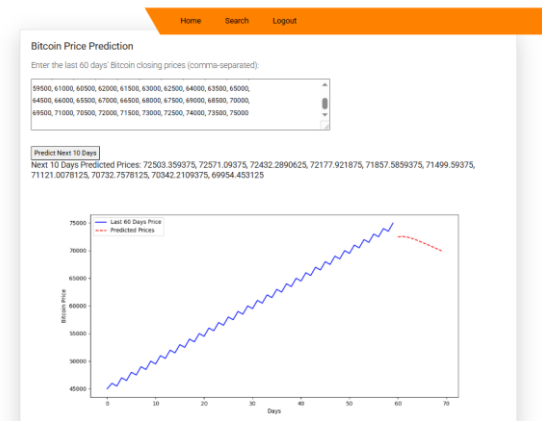 Home Search Logout
Bitcoin Price Prediction
Enter the last 60 days' Bitcoin closing prices (comma-separated):
59500, 61000, 60500, 62000, 61500, 63000, 62500, 64000, 63500, 65000,
64500, 66000, 65500, 67000, 66500, 68000, 67500, 69000, 68500, 70000,
69500, 71000, 70500, 72000, 71500, 73000, 72500, 74000, 73500, 75000
Predict Next 10 Days
Next 10 Days Predicted Prices: 72503.359375, 72571.09375, 72432.2890625, 72177.921875, 71857.5859375, 71499.59375,
71121.0078125, 70732.7578125, 70342.2109375, 69954.453125
Last 60 Days Price
Predicted Prices
75000
70000
65000
60000
55000
50000
45000
Bitcoin Price
0 10 20 30 40 50 60 70
Days